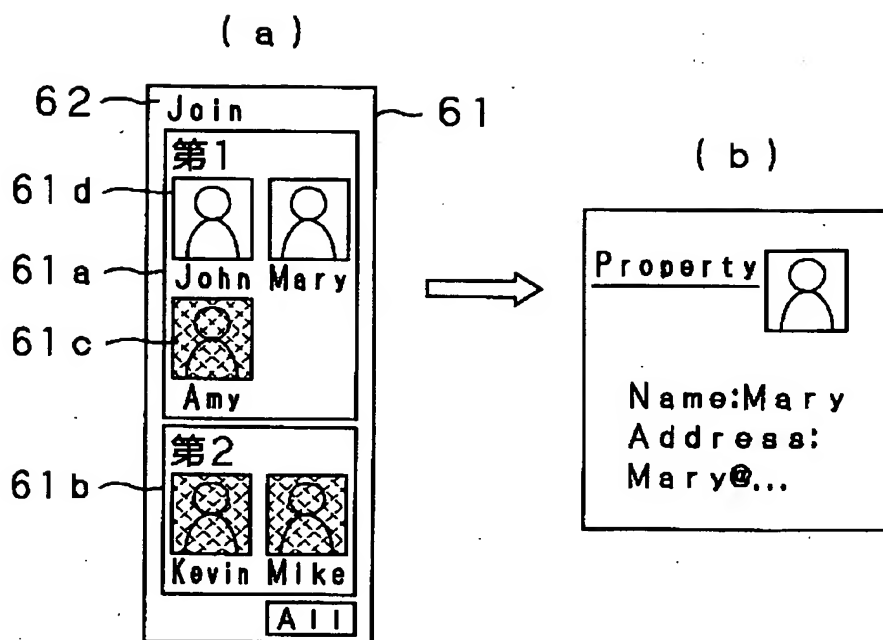 ( a )
62
Join
61
第1
61d
61a
John Mary
61c
Amy
第2
61b
Kevin Mike
All
( b )
Property
Name:Mary
Address:
Mary@...